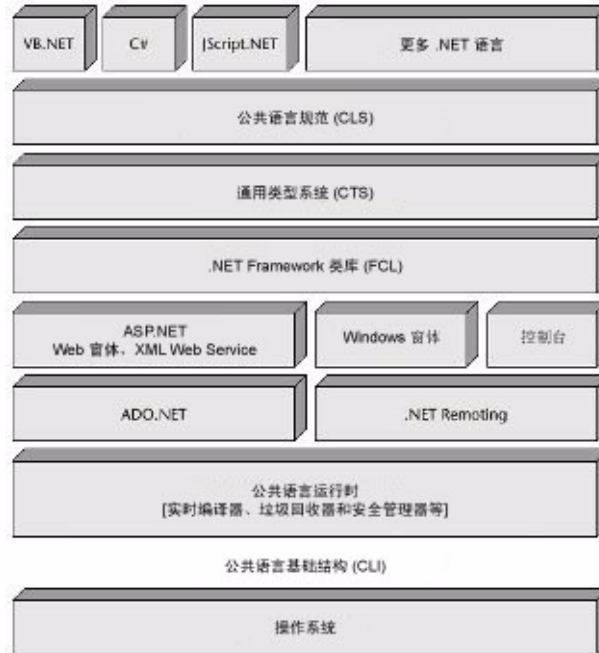 VB.NET
C#
JScript.NET
更多 .NET 语言
公共语言规范 (CLS)
通用类型系统 (CTS)
.NET Framework 类库 (FCL)
ASP.NET
Web 窗体、XML Web Service
Windows 窗体
控制台
ADO.NET
.NET Remoting
公共语言运行时
[实时编译器、垃圾回收器和安全管理器等]
公共语言基础结构 (CLI)
操作系统